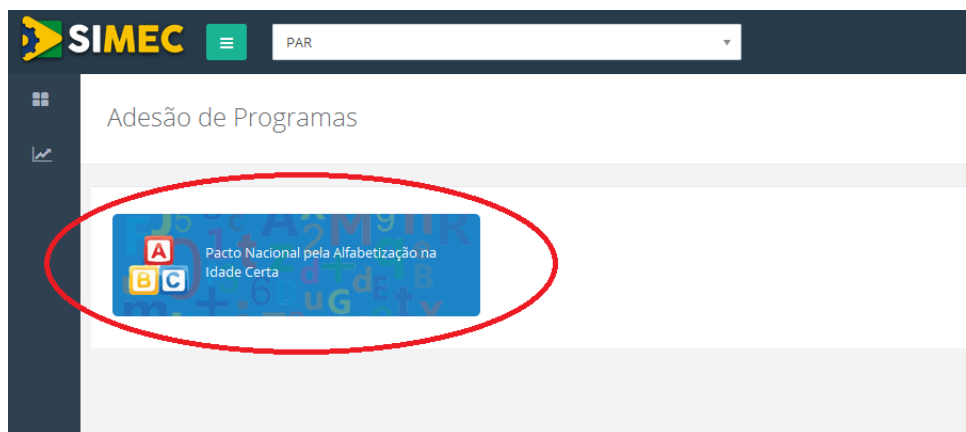 SIMEC
PAR
Adesão de Programas
A
B C
Pacto Nacional pela Alfabetização na
Idade Certa